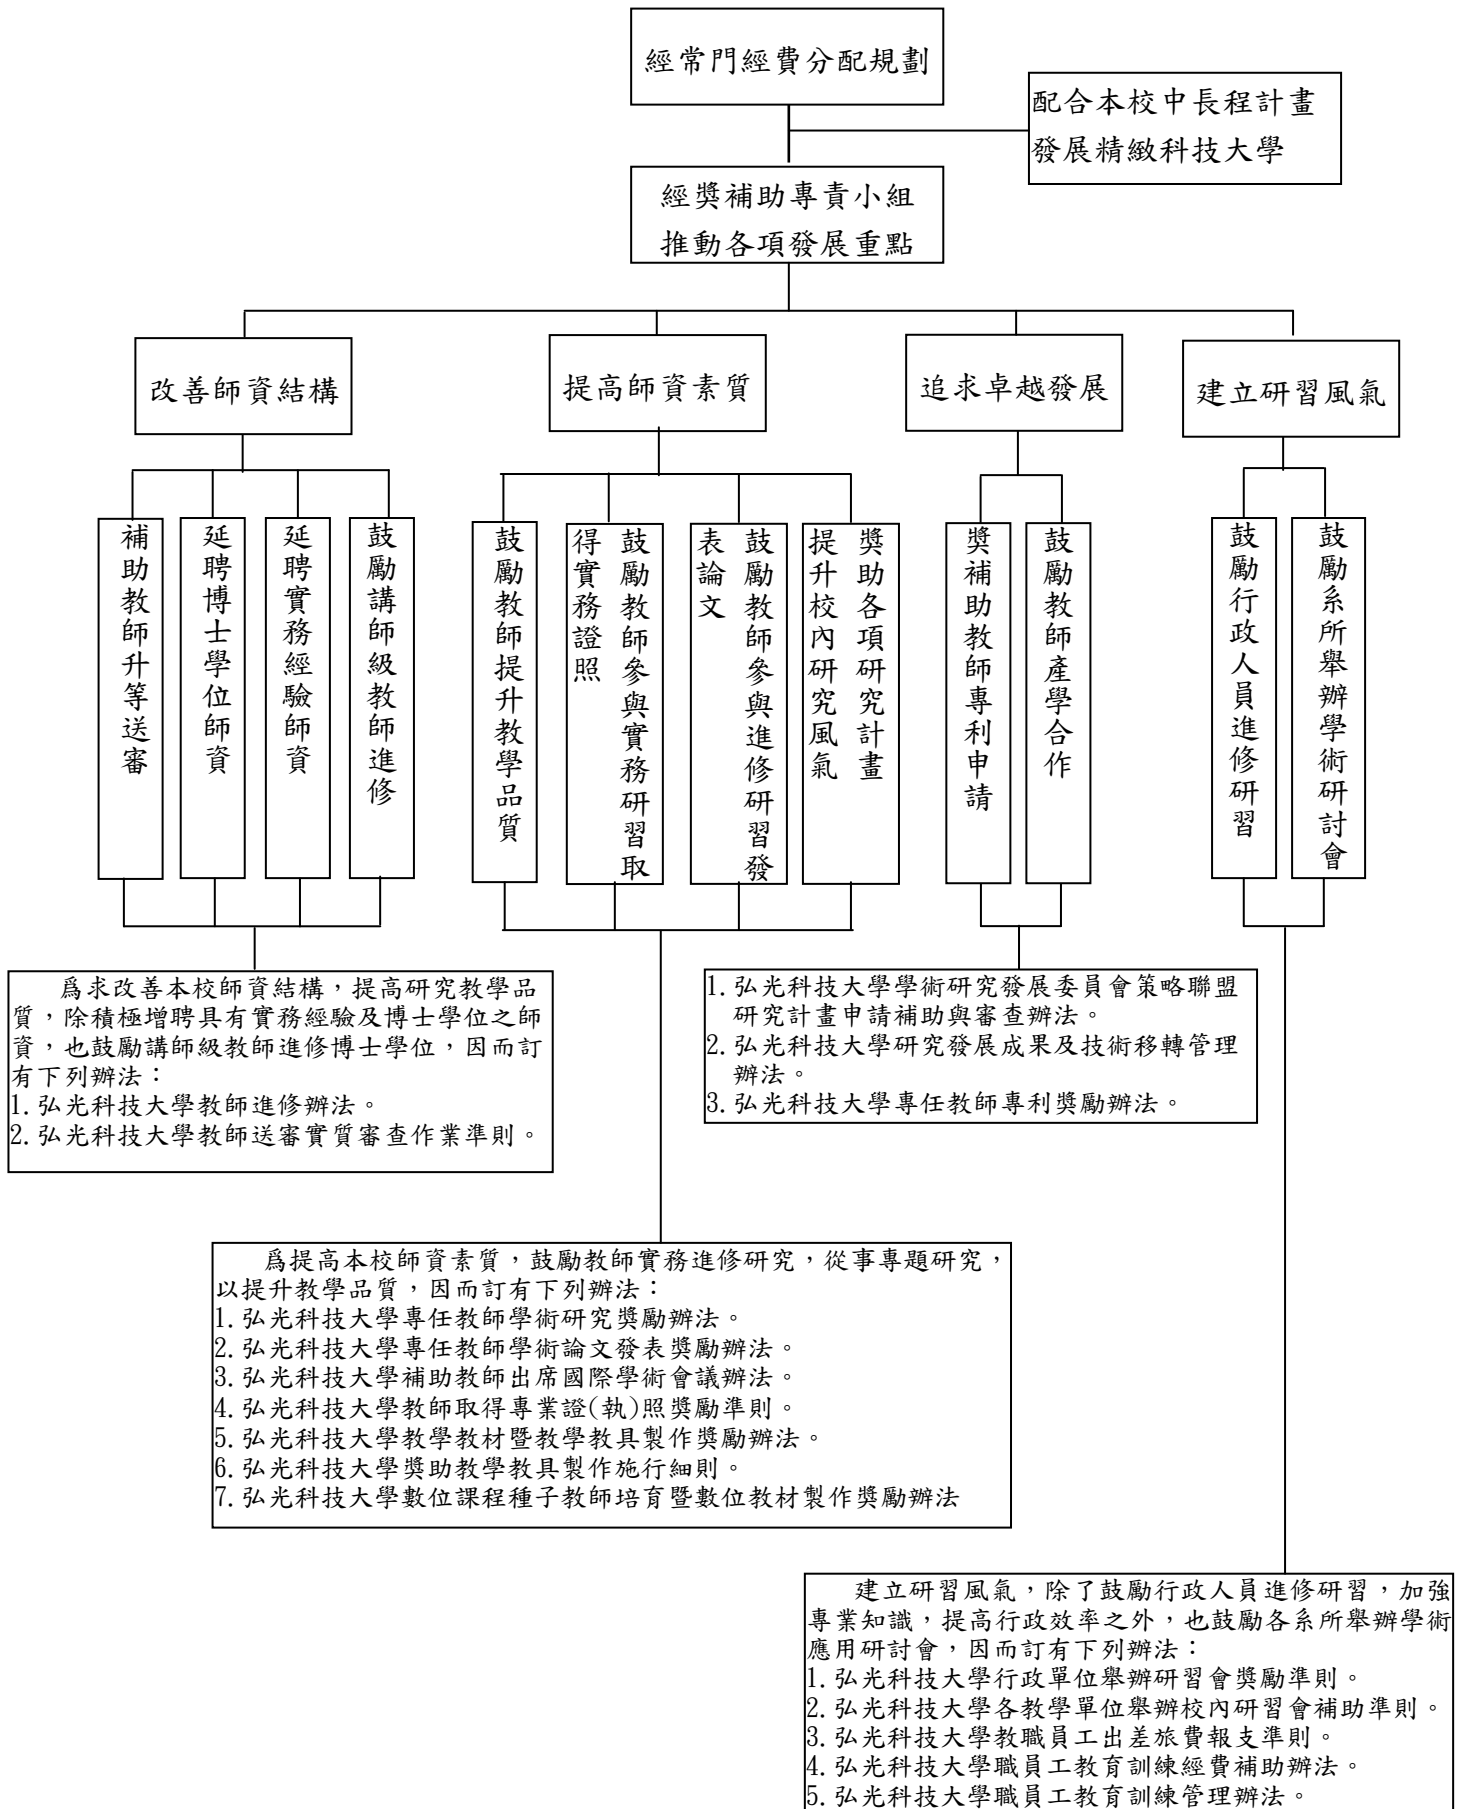 經常門經費分配規劃
配合本校中長程計畫
發展精緻科技大學
經獎補助專責小組
推動各項發展重點
改善師資結構
提高師資素質
追求卓越發展
建立研習風氣
補助教師升等送審
延聘博士學位師資
延聘實務經驗師資
鼓勵講師級教師進修
鼓勵教師提升教學品質
鼓勵教師參與實務研習取
得實務證照
鼓勵教師參與進修研習發
表論文
獎助各項研究計畫
提升校內研究風氣
獎補助教師專利申請
鼓勵教師產學合作
鼓勵行政人員進修研習
鼓勵系所舉辦學術研討會
為求改善本校師資結構，提高研究教學品
質，除積極增聘具有實務經驗及博士學位之師
資，也鼓勵講師級教師進修博士學位，因而訂
有下列辦法：
1.弘光科技大學教師進修辦法。
2.弘光科技大學教師送審實質審查作業準則。
1.弘光科技大學學術研究發展委員會策略聯盟
研究計畫申請補助與審查辦法。
2.弘光科技大學研究發展成果及技術移轉管理
辦法。
3.弘光科技大學專任教師專利獎勵辦法。
為提高本校師資素質，鼓勵教師實務進修研究，從事專題研究，
以提升教學品質，因而訂有下列辦法：
1.弘光科技大學專任教師學術研究獎勵辦法。
2.弘光科技大學專任教師學術論文發表獎勵辦法。
3.弘光科技大學補助教師出席國際學術會議辦法。
4.弘光科技大學教師取得專業證(執)照獎勵準則。
5.弘光科技大學教學教材暨教學教具製作獎勵辦法。
6.弘光科技大學獎助教學教具製作施行細則。
7.弘光科技大學數位課程種子教師培育暨數位教材製作獎勵辦法
建立研習風氣，除了鼓勵行政人員進修研習，加強
專業知識，提高行政效率之外，也鼓勵各系所舉辦學術
應用研討會，因而訂有下列辦法：
1.弘光科技大學行政單位舉辦研習會獎勵準則。
2.弘光科技大學各教學單位舉辦校內研習會補助準則。
3.弘光科技大學教職員工出差旅費報支準則。
4.弘光科技大學職員工教育訓練經費補助辦法。
5.弘光科技大學職員工教育訓練管理辦法。